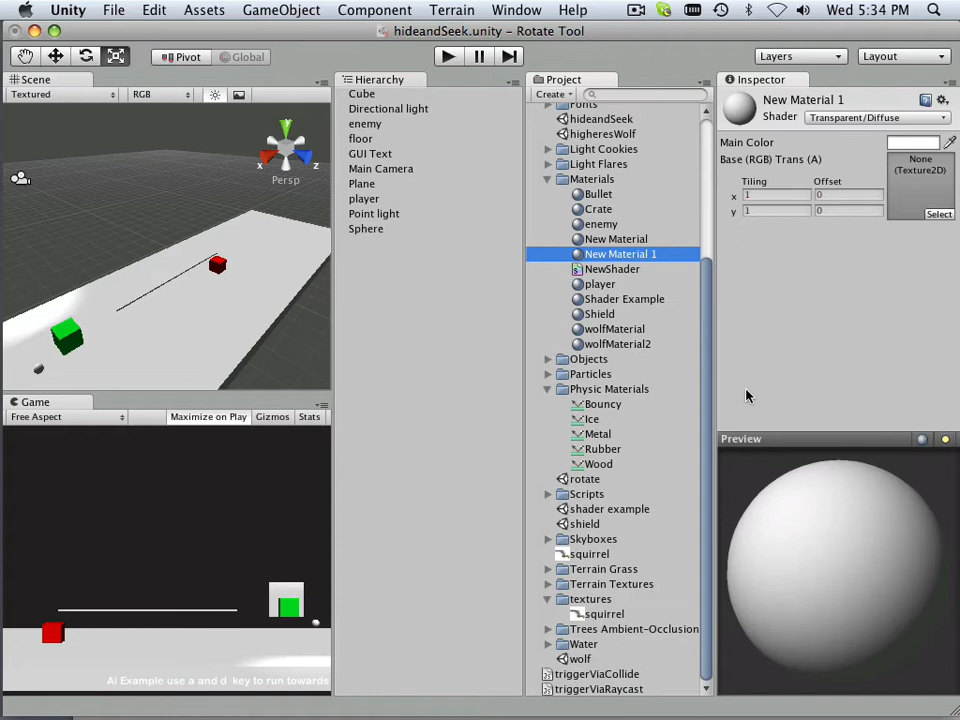 Unity File Edit Assets GameObject Component Terrain Window Help Wed 5:34 PM
hideandSeek.unity - Rotate Tool
Pivot Global Layers Layout
Scene
Textured RGB
y
x z
Persp
Game
Free Aspect Maximize on Play Gizmos Stats
Ai Example use a and d key to run towards
Hierarchy
Cube
Directional light
enemy
floor
GUI Text
Main Camera
Plane
player
Point light
Sphere
Project
Create
Fonts
hideandSeek
higheresWolf
Light Cookies
Light Flares
Materials
Bullet
Crate
enemy
New Material
New Material 1
NewShader
player
Shader Example
Shield
wolfMaterial
wolfMaterial2
Objects
Particles
Physic Materials
Bouncy
Ice
Metal
Rubber
Wood
rotate
Scripts
shader example
shield
Skyboxes
squirrel
Terrain Grass
Terrain Textures
textures
squirrel
Trees Ambient-Occlusion
Water
wolf
triggerViaCollide
triggerViaRaycast
Inspector
New Material 1
Shader Transparent/Diffuse
Main Color
Base (RGB) Trans (A)
None
(Texture2D)
Tiling Offset
x 1 0
y 1 0
Select
Preview